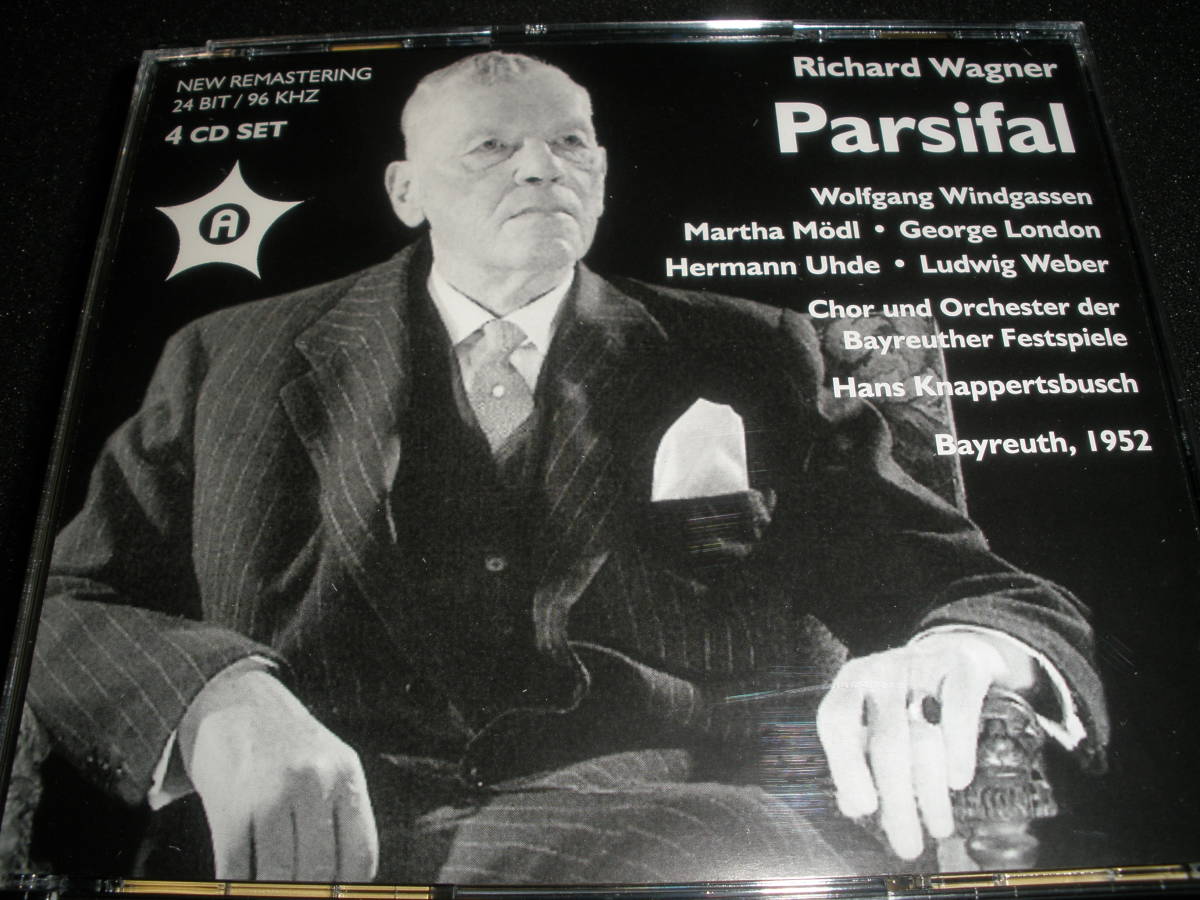 NEW REMASTERING
24 BIT / 96 KHZ
4 CD SET
A
Richard Wagner
Parsifal
Wolfgang Windgassen
Martha Mödl • George London
Hermann Uhde • Ludwig Weber
Chor und Orchester der
Bayreuther Festspiele
Hans Knappertsbusch
Bayreuth, 1952